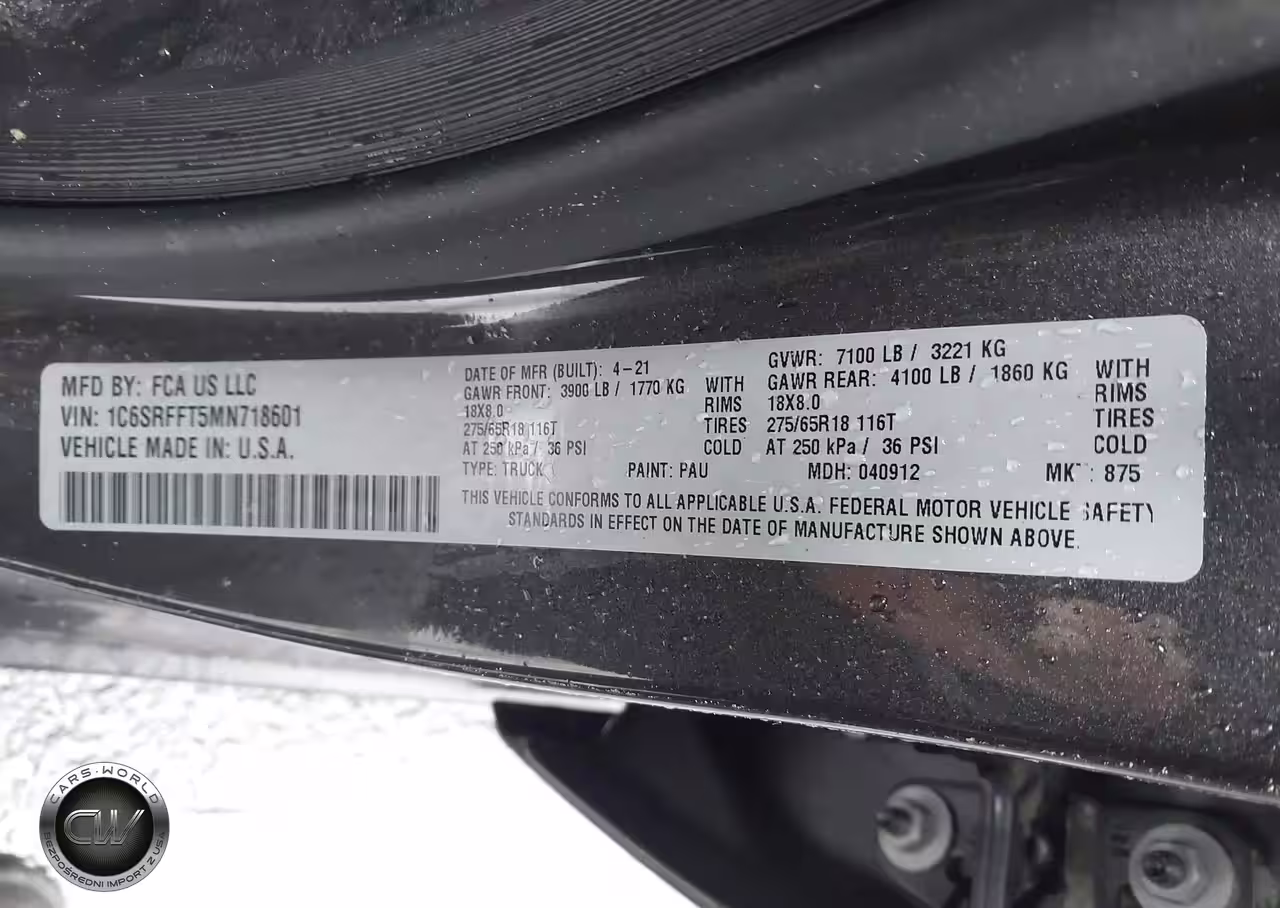 MFD BY: FCA US LLC
VIN: 1C6SRFFT5MN718601
VEHICLE MADE IN: U.S.A.
DATE OF MFR (BUILT): 4-21
GAWR FRONT: 3900 LB / 1770 KG WITH
18X8.0 RIMS
275/65R18 116T TIRES
AT 250 kPa / 36 PSI COLD
GVWR: 7100 LB / 3221 KG
GAWR REAR: 4100 LB / 1860 KG WITH
18X8.0 RIMS
275/65R18 116T TIRES
AT 250 kPa / 36 PSI COLD
TYPE: TRUCK PAINT: PAU MDH: 040912 : 875
THIS VEHICLE CONFORMS TO ALL APPLICABLE U.S.A. FEDERAL MOTOR VEHICLE SAFETY
STANDARDS IN EFFECT ON THE DATE OF MANUFACTURE SHOWN ABOVE.
CARS·WORLD
CW
BEZPOŚREDNI IMPORT Z USA